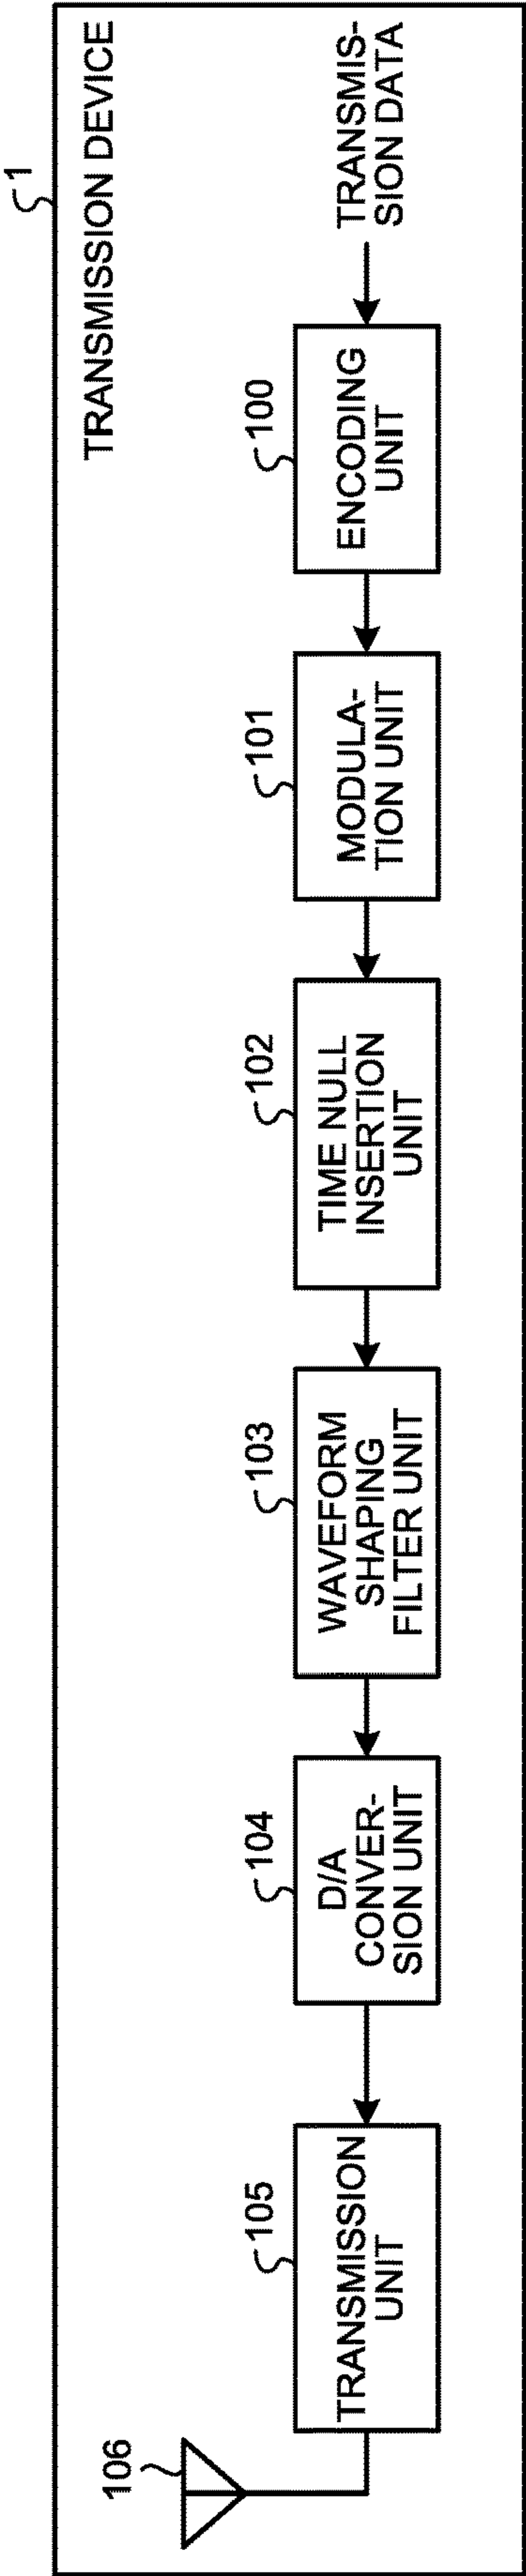 1
TRANSMISSION DEVICE
106
105
TRANSMISSION
UNIT
104
D/A
CONVER-
SION UNIT
103
WAVEFORM
SHAPING
FILTER UNIT
102
TIME NULL
INSERTION
UNIT
101
MODULA-
TION UNIT
100
ENCODING
UNIT
TRANSMIS-
SION DATA